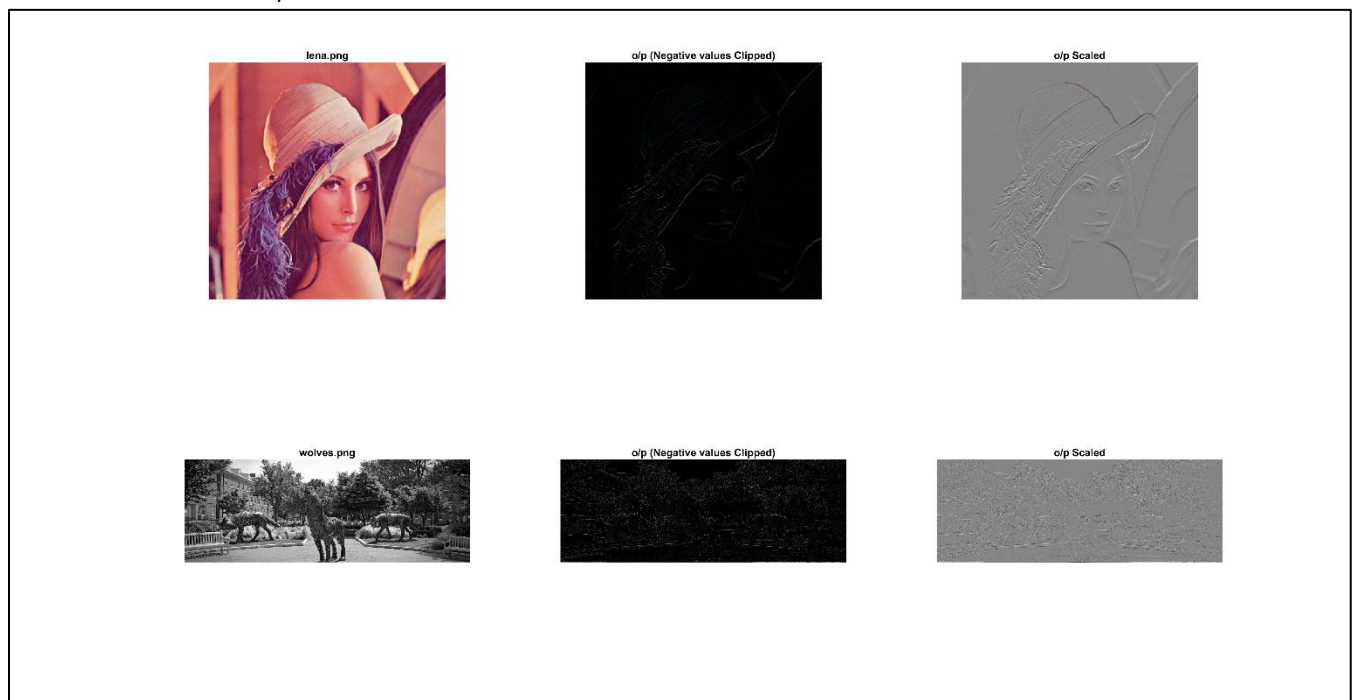 lena.png
o/p (Negative values Clipped)
o/p Scaled
wolves.png
o/p (Negative values Clipped)
o/p Scaled